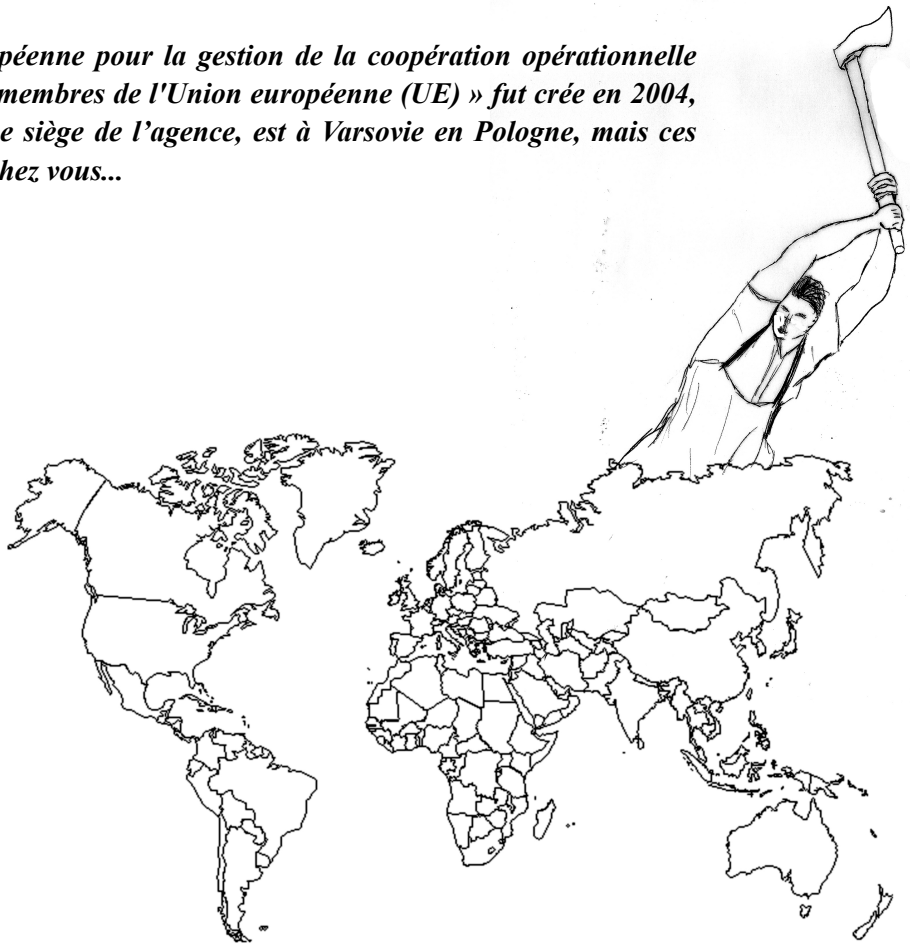 péenne pour la gestion de la coopération opérationnelle
membres de l'Union européenne (UE) » fut crée en 2004,
e siège de l’agence, est à Varsovie en Pologne, mais ces
hez vous...